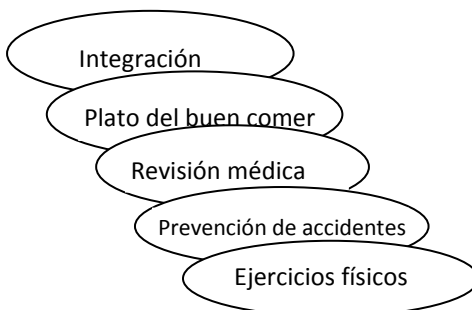 Integración
Plato del buen comer
Revisión médica
Prevención de accidentes
Ejercicios físicos